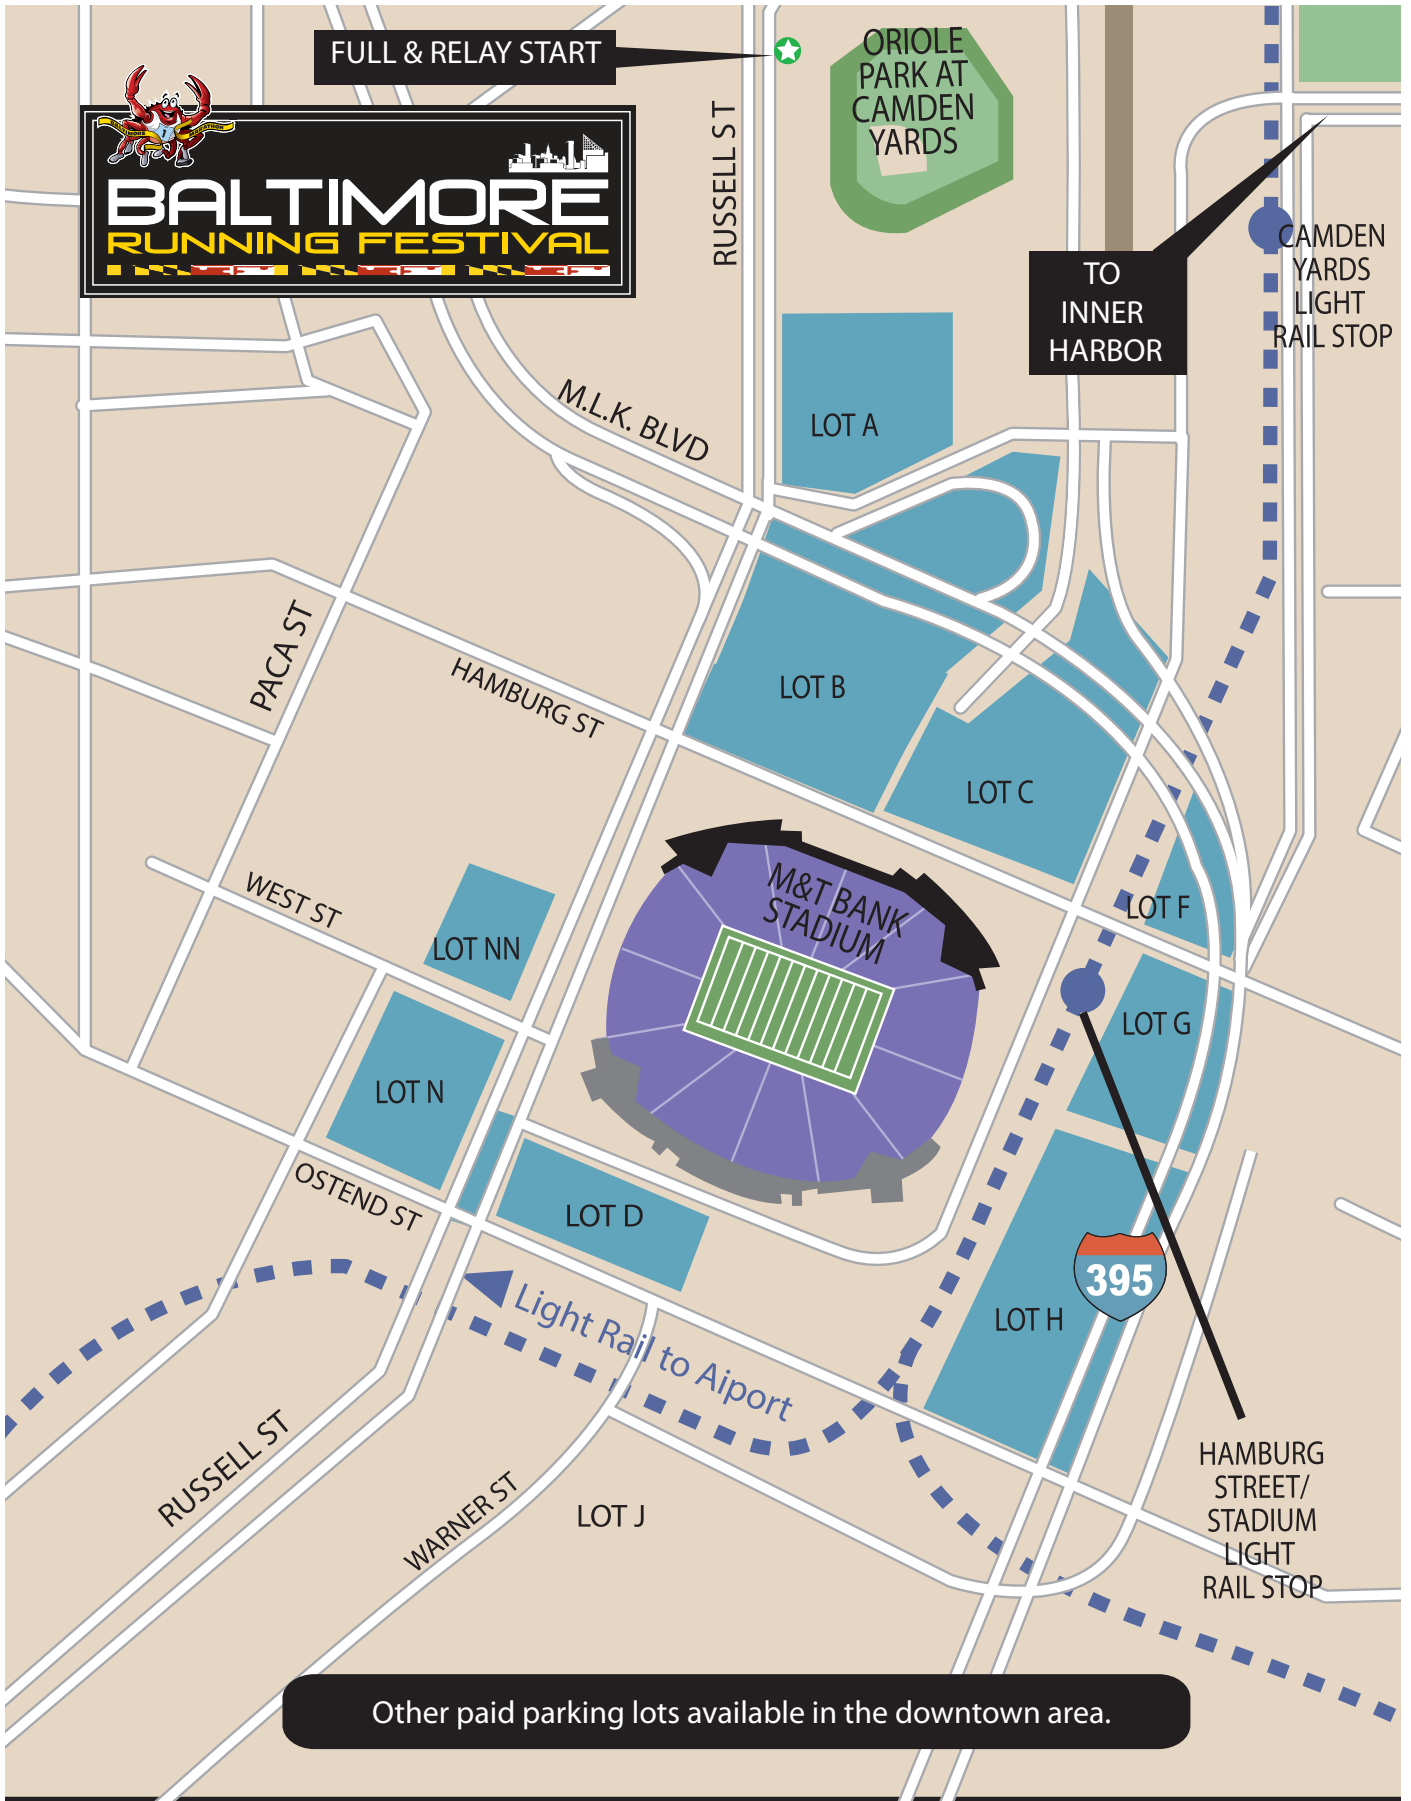 FULL & RELAY START
ORIOLE
PARK AT
CAMDEN
YARDS
RUSSELL ST
BALTIMORE
RUNNING FESTIVAL
TO
INNER
HARBOR
CAMDEN
YARDS
LIGHT
RAIL STOP
M.L.K. BLVD
LOT A
PACA ST
HAMBURG ST
LOT B
LOT C
WEST ST
LOT NN
M&T BANK
STADIUM
LOT F
LOT G
LOT N
OSTEND ST
LOT D
395
LOT H
Light Rail to Aiport
RUSSELL ST
WARNER ST
LOT J
HAMBURG
STREET/
STADIUM
LIGHT
RAIL STOP
Other paid parking lots available in the downtown area.